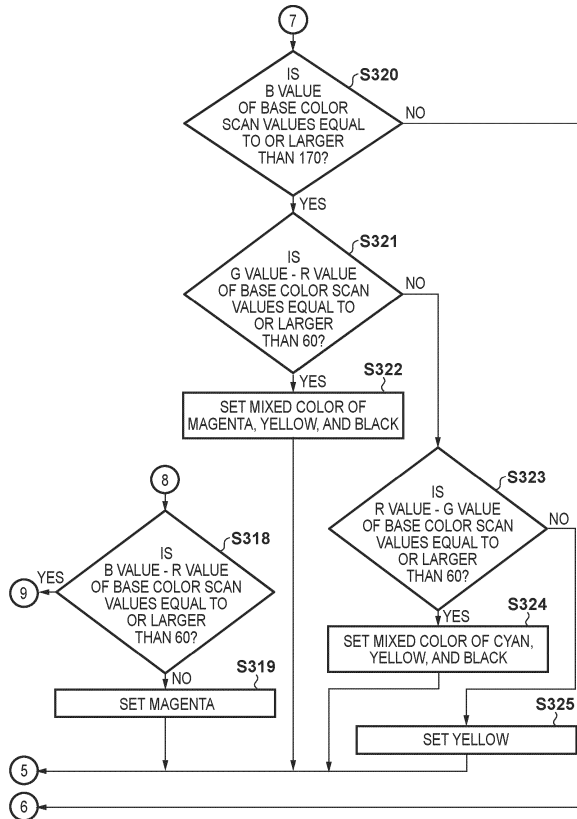 7
S320
IS
B VALUE
OF BASE COLOR
SCAN VALUES EQUAL
TO OR LARGER
THAN 170?
NO
YES
S321
IS
G VALUE - R VALUE
OF BASE COLOR SCAN
VALUES EQUAL TO
OR LARGER
THAN 60?
NO
YES
S322
SET MIXED COLOR OF
MAGENTA, YELLOW, AND BLACK
S323
IS
R VALUE - G VALUE
OF BASE COLOR SCAN
VALUES EQUAL TO
OR LARGER
THAN 60?
NO
YES
S324
SET MIXED COLOR OF CYAN,
YELLOW, AND BLACK
S325
SET YELLOW
8
S318
IS
B VALUE - R VALUE
OF BASE COLOR SCAN
VALUES EQUAL TO
OR LARGER
THAN 60?
YES
9
NO
S319
SET MAGENTA
5
6